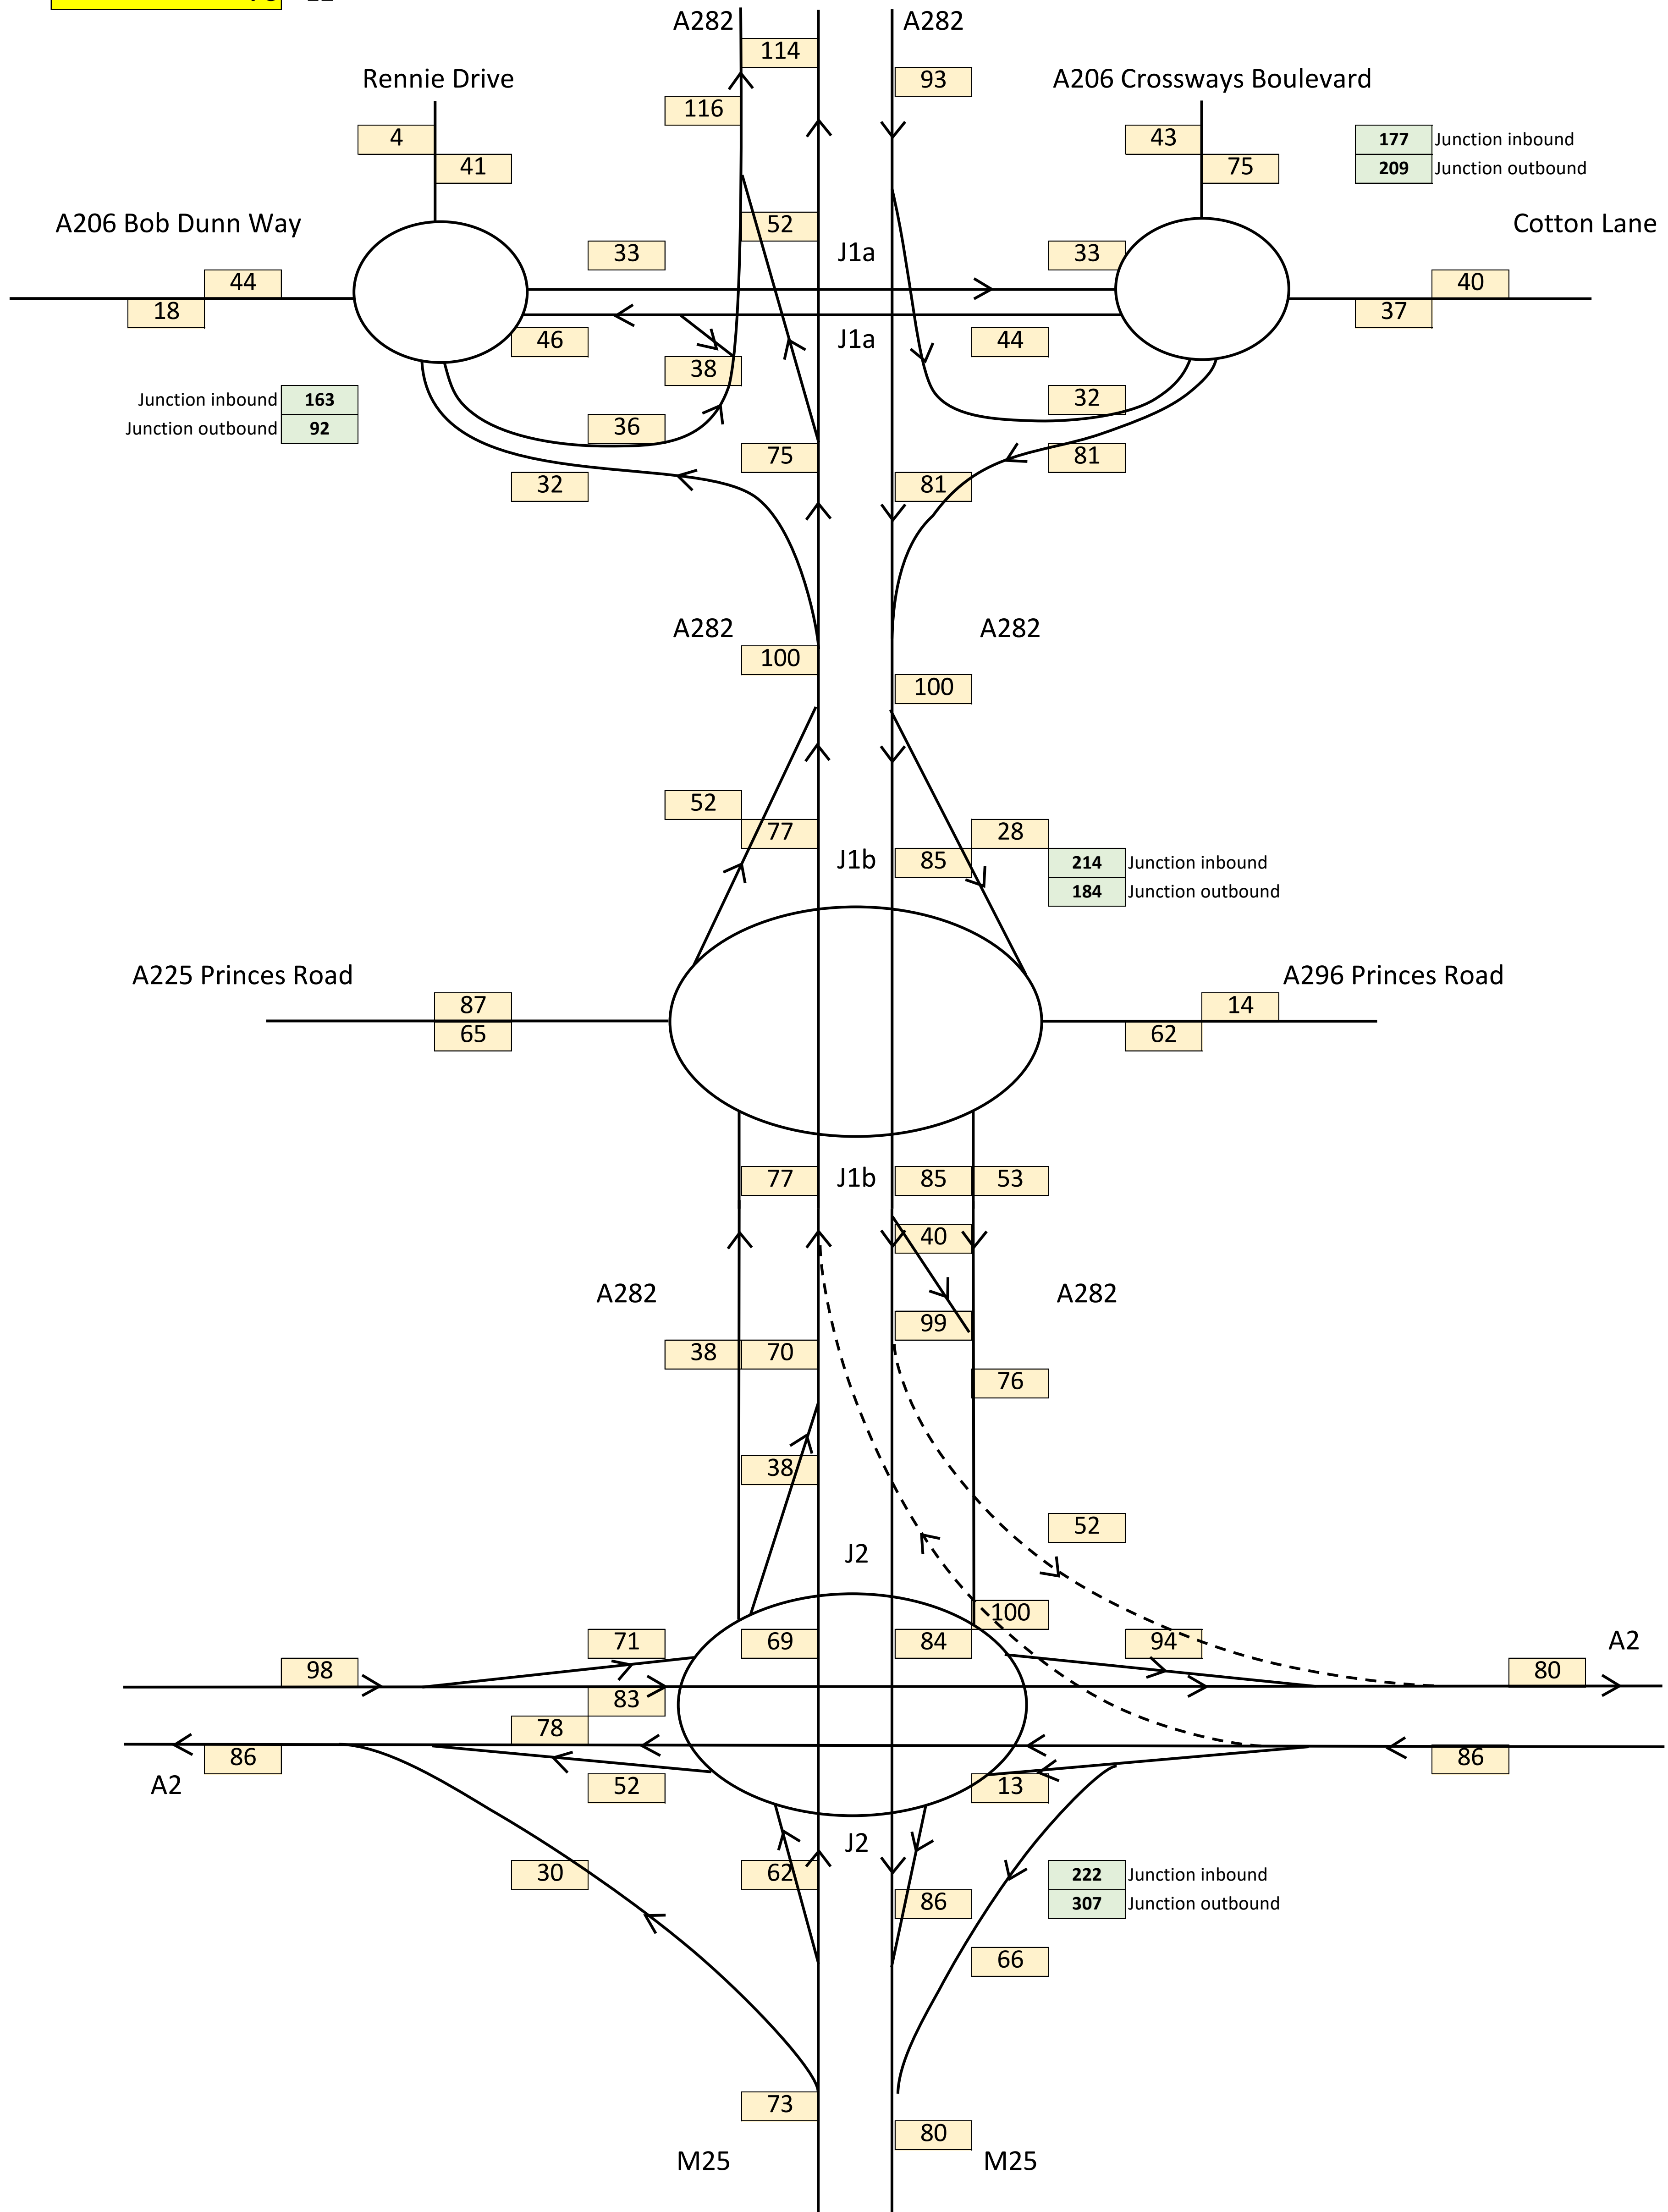 A282 A282
114
93
Rennie Drive A206 Crossways Boulevard
116
4 43 177 Junction inbound
41 75 209 Junction outbound
A206 Bob Dunn Way 52 Cotton Lane
33 J1a 33
44 40
18 37
46 J1a 44
38
Junction inbound 163 32
Junction outbound 92 36
75 81
32 81
A282 A282
100
100
52
77 28
J1b 85 214 Junction inbound
184 Junction outbound
A225 Princes Road A296 Princes Road
87 14
65 62
77 J1b 85 53
40
A282 A282
99
38 70
76
38
52
J2
100
71 69 84 94 A2
98 80
83
78
86 86
A2 52 13
J2
30 62 222 Junction inbound
86 307 Junction outbound
66
73
80
M25 M25